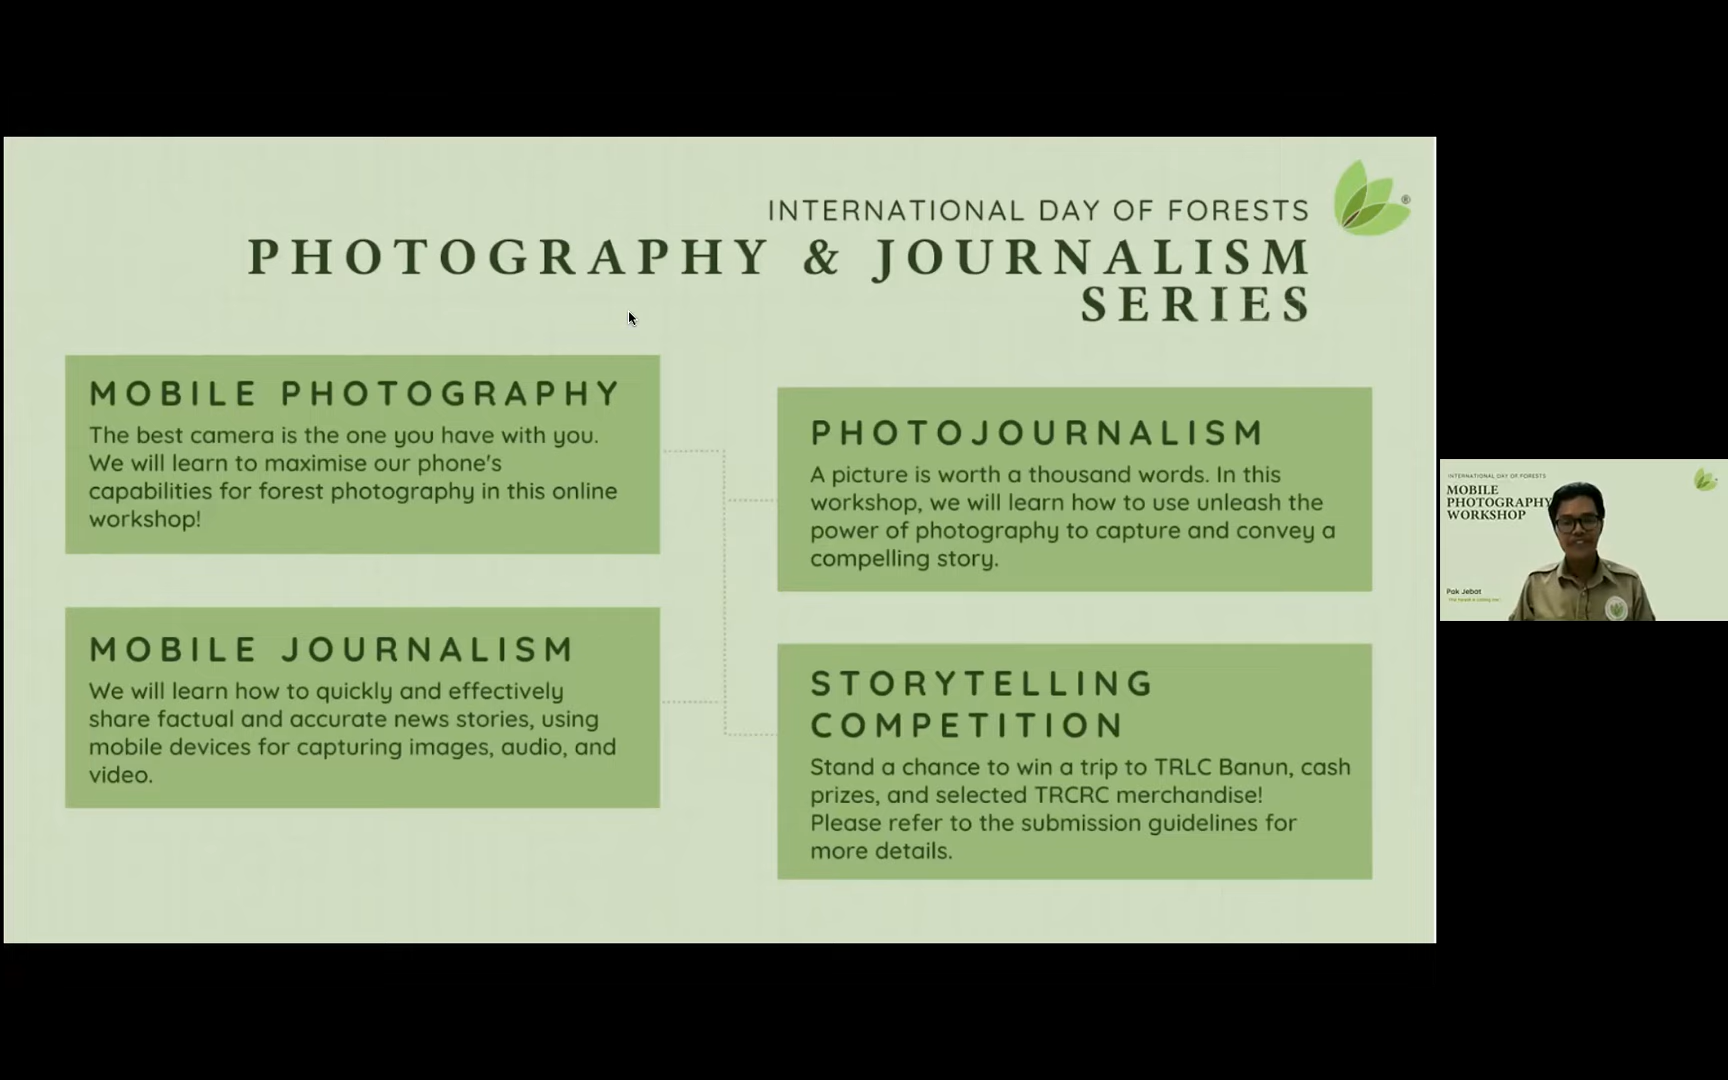 INTERNATIONAL DAY OF FORESTS
PHOTOGRAPHY & JOURNALISM
SERIES
®
MOBILE PHOTOGRAPHY
The best camera is the one you have with you.
We will learn to maximise our phone's
capabilities for forest photography in this online
workshop!
PHOTOJOURNALISM
A picture is worth a thousand words. In this
workshop, we will learn how to use unleash the
power of photography to capture and convey a
compelling story.
MOBILE JOURNALISM
We will learn how to quickly and effectively
share factual and accurate news stories, using
mobile devices for capturing images, audio, and
video.
STORYTELLING
COMPETITION
Stand a chance to win a trip to TRLC Banun, cash
prizes, and selected TRCRC merchandise!
Please refer to the submission guidelines for
more details.
INTERNATIONAL DAY OF FORESTS
MOBILE
PHOTOGRAPHY
WORKSHOP
Pak Jebat